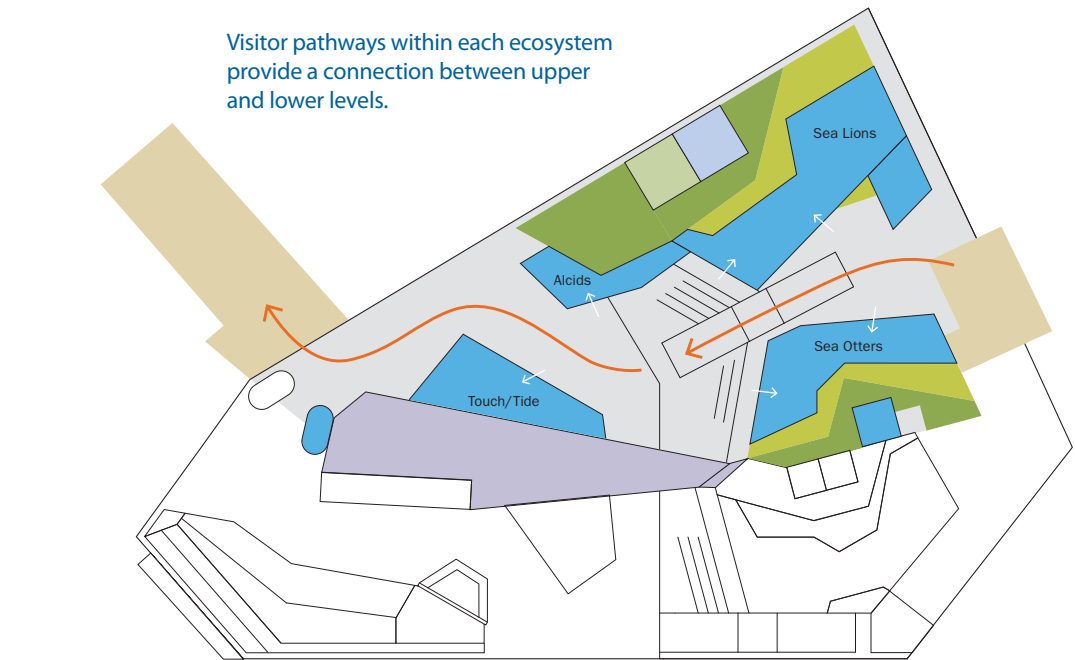 Visitor pathways within each ecosystem
provide a connection between upper
and lower levels.
Sea Lions
Alcids
Sea Otters
Touch/Tide